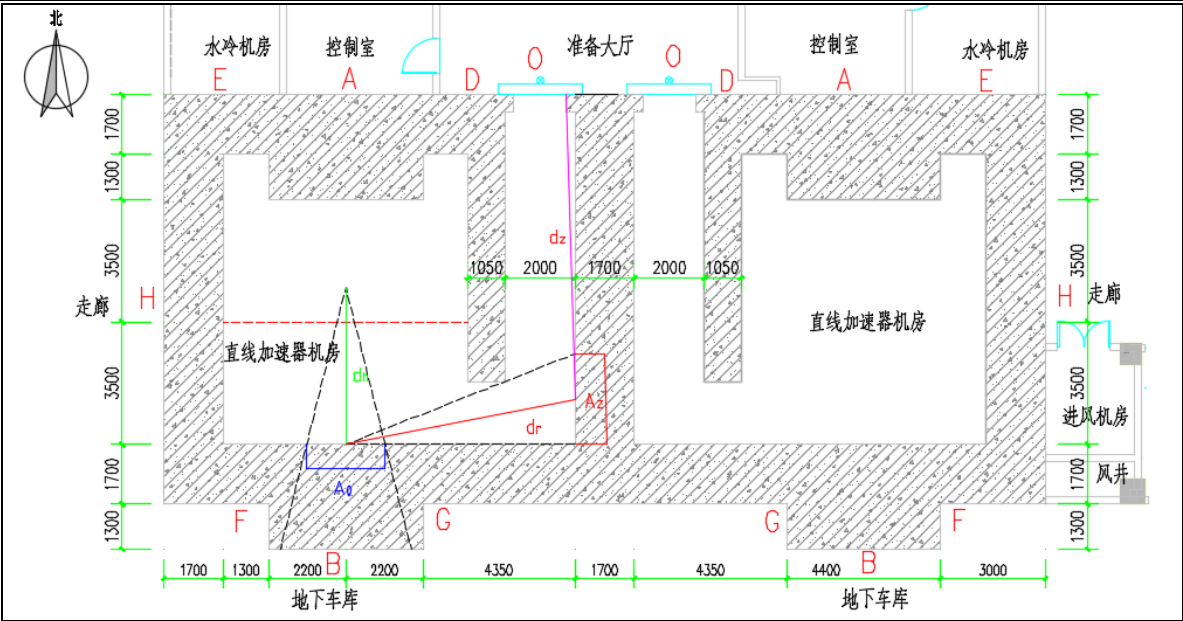 北
水冷机房
控制室
准备大厅
控制室
水冷机房
E
A
D
O
O
D
A
E
1700
1300
3500
3500
1700
1300
1700
1300
3500
3500
1700
1300
dz
1050
2000
1700
2000
1050
走廊
H
H
走廊
直线加速器机房
直线加速器机房
dh
Az
dr
A0
进风机房
风井
F
G
G
F
B
B
1700
1300
2200
2200
4350
1700
4350
4400
3000
地下车库
地下车库